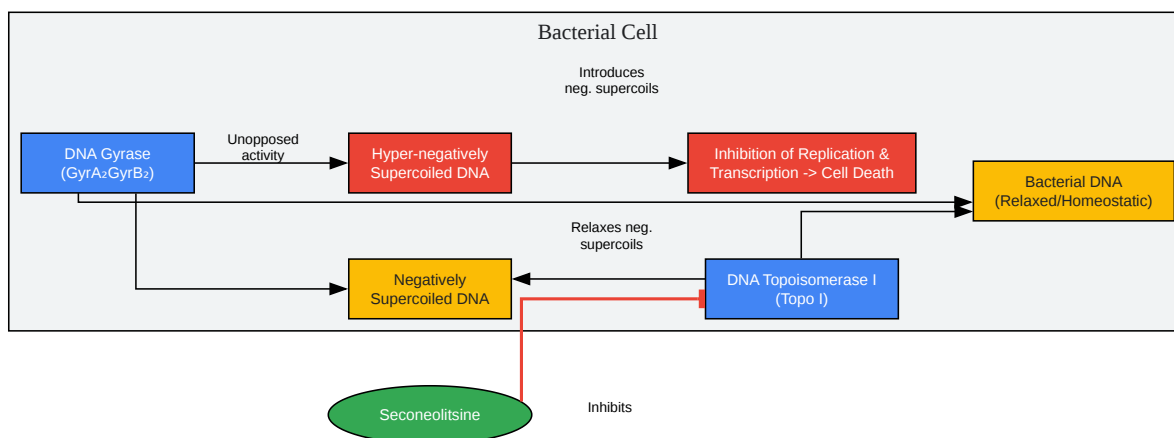 Bacterial Cell
Introduces
neg. supercoils
Unopposed
activity
DNA Gyrase
(GyrA₂GyrB₂)
Hyper-negatively
Supercoiled DNA
Inhibition of Replication &
Transcription -> Cell Death
Bacterial DNA
(Relaxed/Homeostatic)
Relaxes neg.
supercoils
Negatively
Supercoiled DNA
DNA Topoisomerase I
(Topo I)
Seconeolitsine
Inhibits